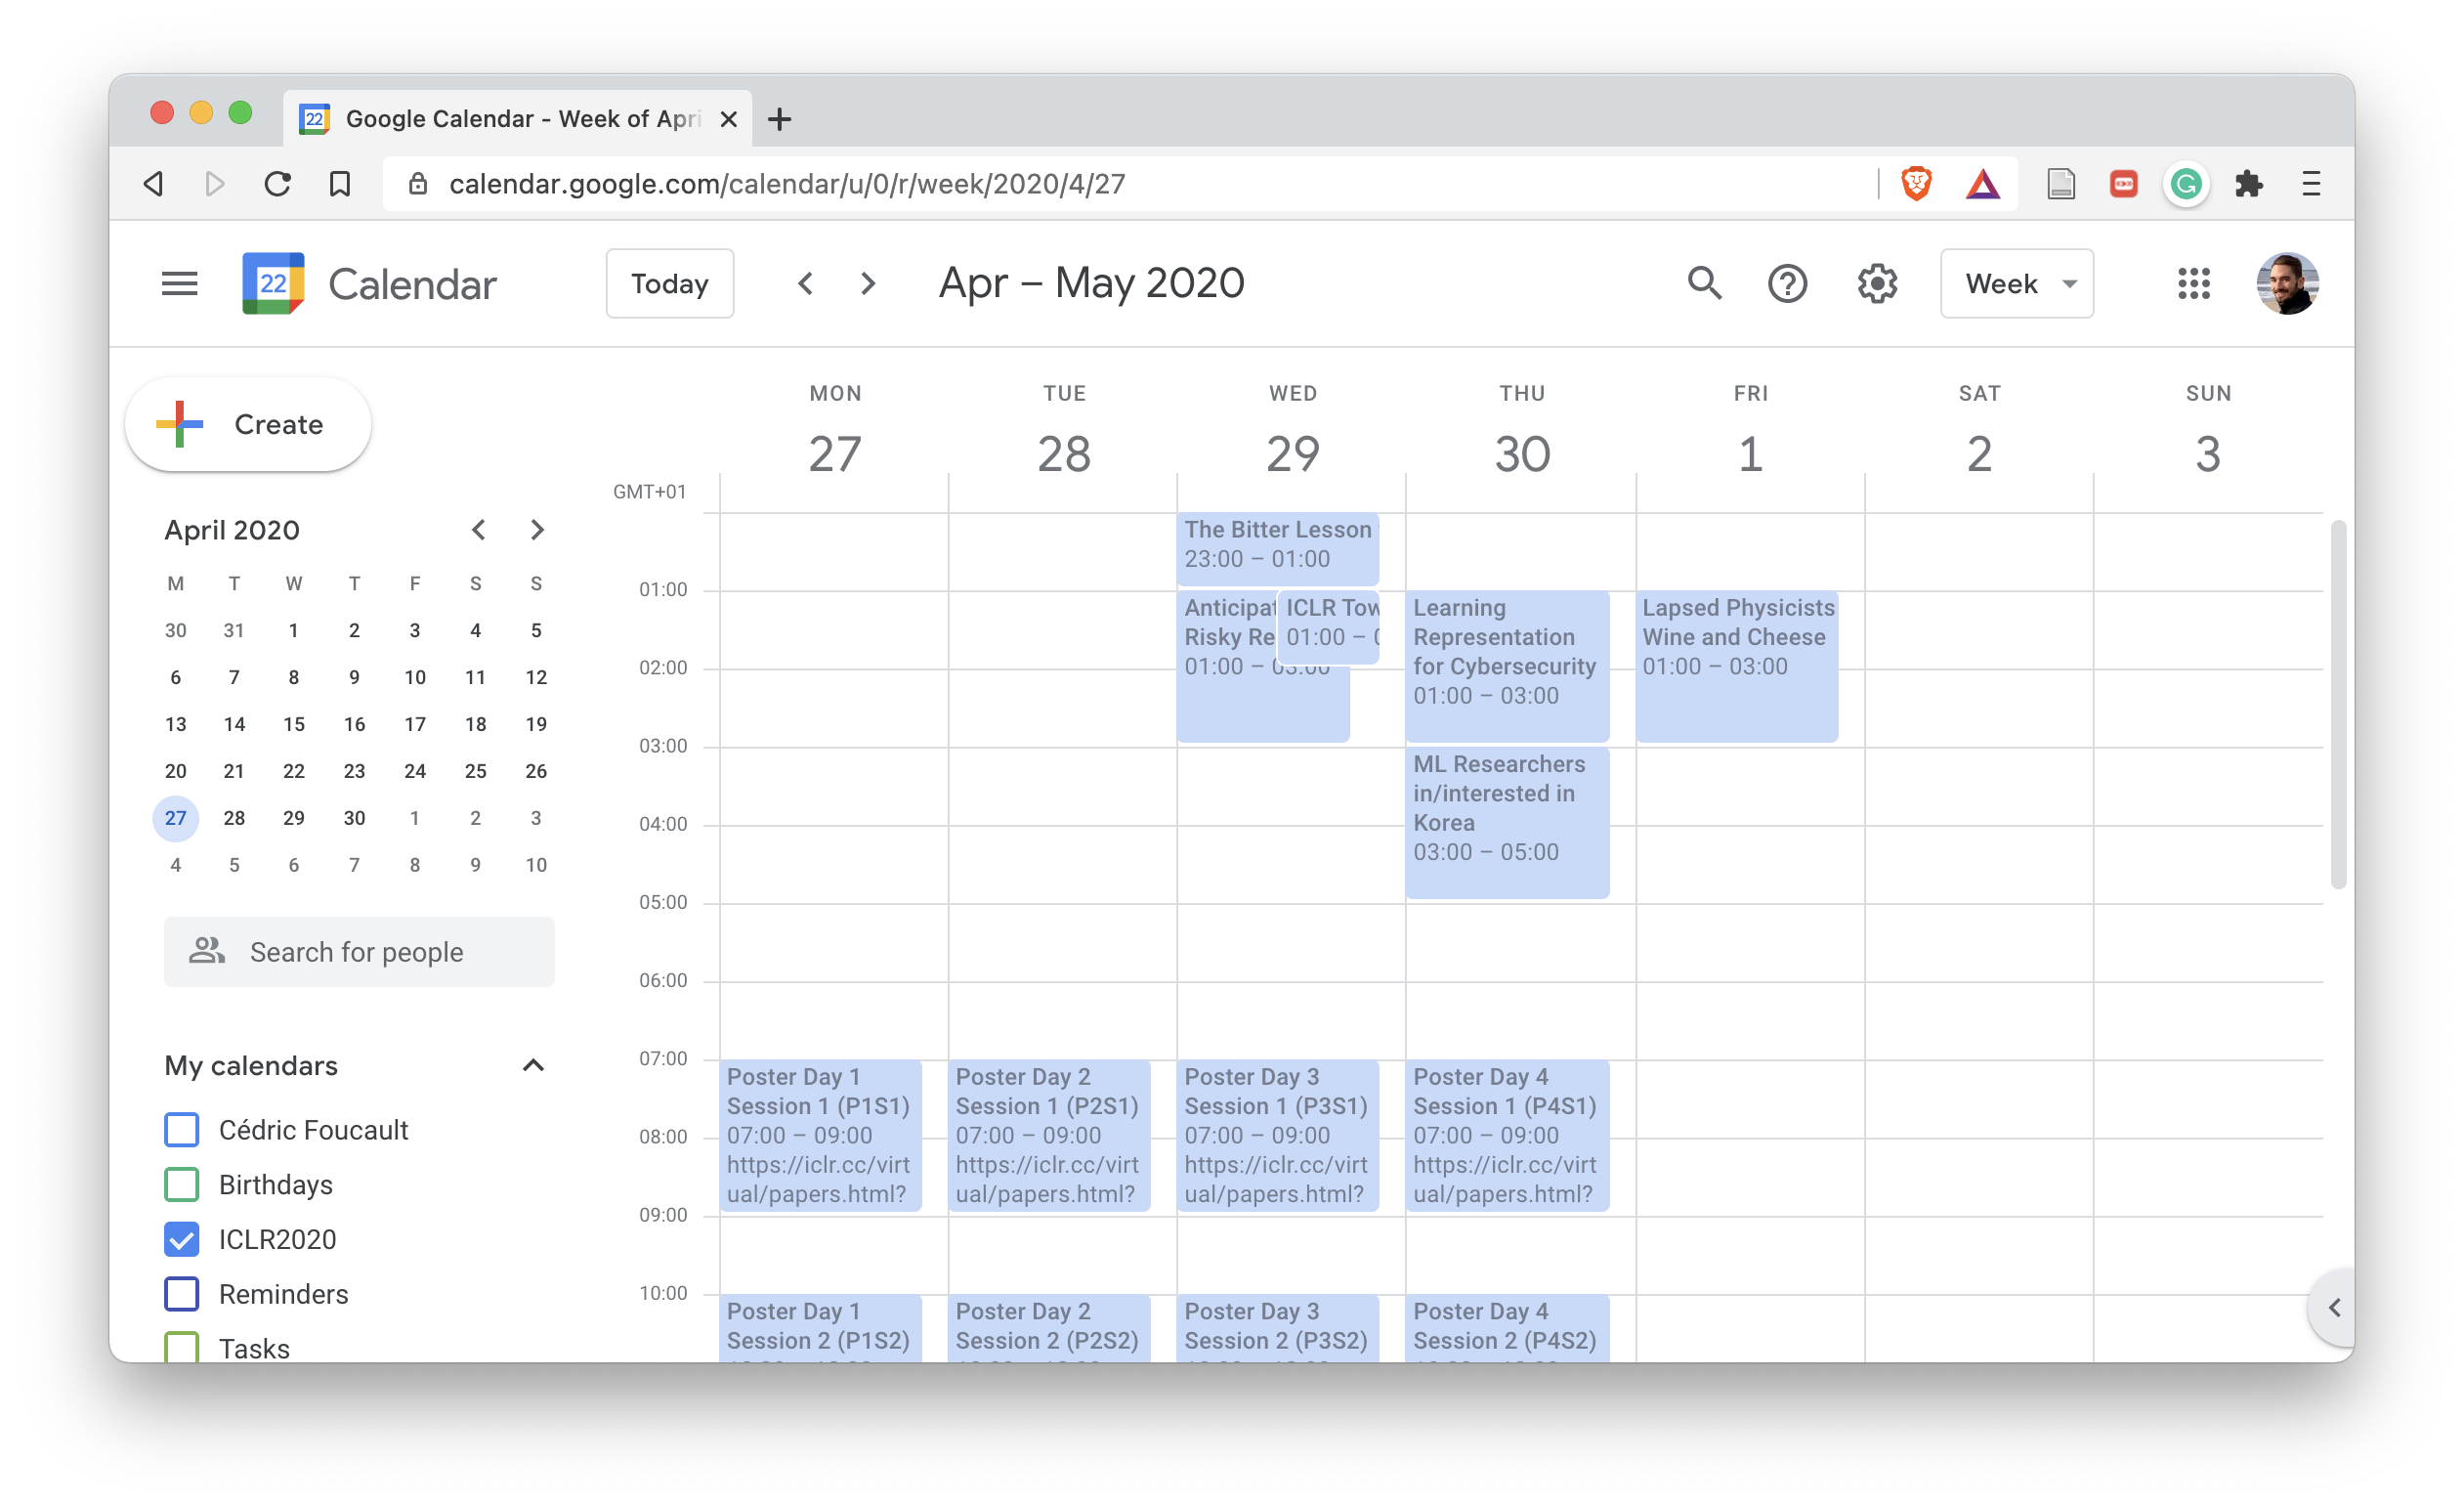 22 Google Calendar - Week of Apri
calendar.google.com/calendar/u/0/r/week/2020/4/27
22 Calendar Today Apr – May 2020 Week
Create
April 2020
M T W T F S S
30 31 1 2 3 4 5
6 7 8 9 10 11 12
13 14 15 16 17 18 19
20 21 22 23 24 25 26
27 28 29 30 1 2 3
4 5 6 7 8 9 10
Search for people
My calendars
Cédric Foucault
Birthdays
ICLR2020
Reminders
Tasks
MON TUE WED THU FRI SAT SUN
27 28 29 30 1 2 3
GMT+01
01:00
02:00
03:00
04:00
05:00
06:00
07:00
08:00
09:00
10:00
Poster Day 1
Session 1 (P1S1)
07:00 – 09:00
https://iclr.cc/virt
ual/papers.html?
Poster Day 1
Session 2 (P1S2)
Poster Day 2
Session 1 (P2S1)
07:00 – 09:00
https://iclr.cc/virt
ual/papers.html?
Poster Day 2
Session 2 (P2S2)
The Bitter Lesson
23:00 – 01:00
Anticipat
Risky Re
01:00 – 03:00
ICLR Tow
01:00 –
Poster Day 3
Session 1 (P3S1)
07:00 – 09:00
https://iclr.cc/virt
ual/papers.html?
Poster Day 3
Session 2 (P3S2)
Learning
Representation
for Cybersecurity
01:00 – 03:00
ML Researchers
in/interested in
Korea
03:00 – 05:00
Poster Day 4
Session 1 (P4S1)
07:00 – 09:00
https://iclr.cc/virt
ual/papers.html?
Poster Day 4
Session 2 (P4S2)
Lapsed Physicists
Wine and Cheese
01:00 – 03:00